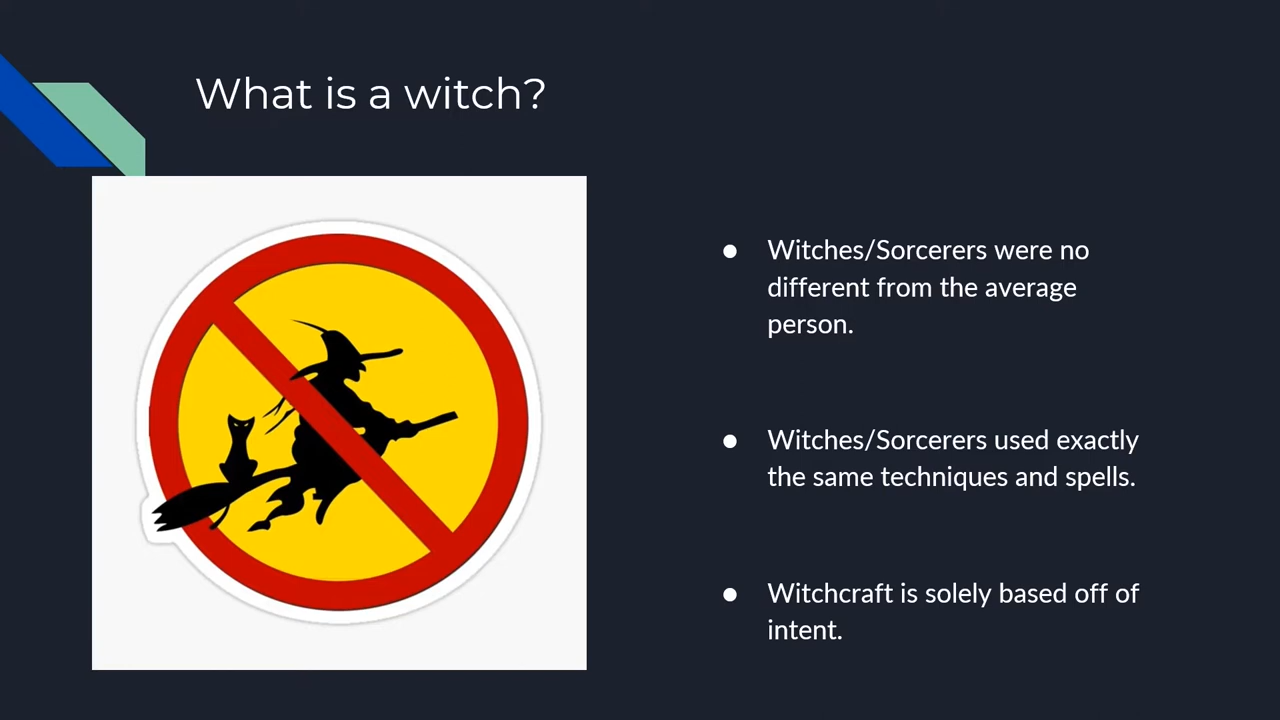 What is a witch?
● Witches/Sorcerers were no
different from the average
person.
● Witches/Sorcerers used exactly
the same techniques and spells.
● Witchcraft is solely based off of
intent.